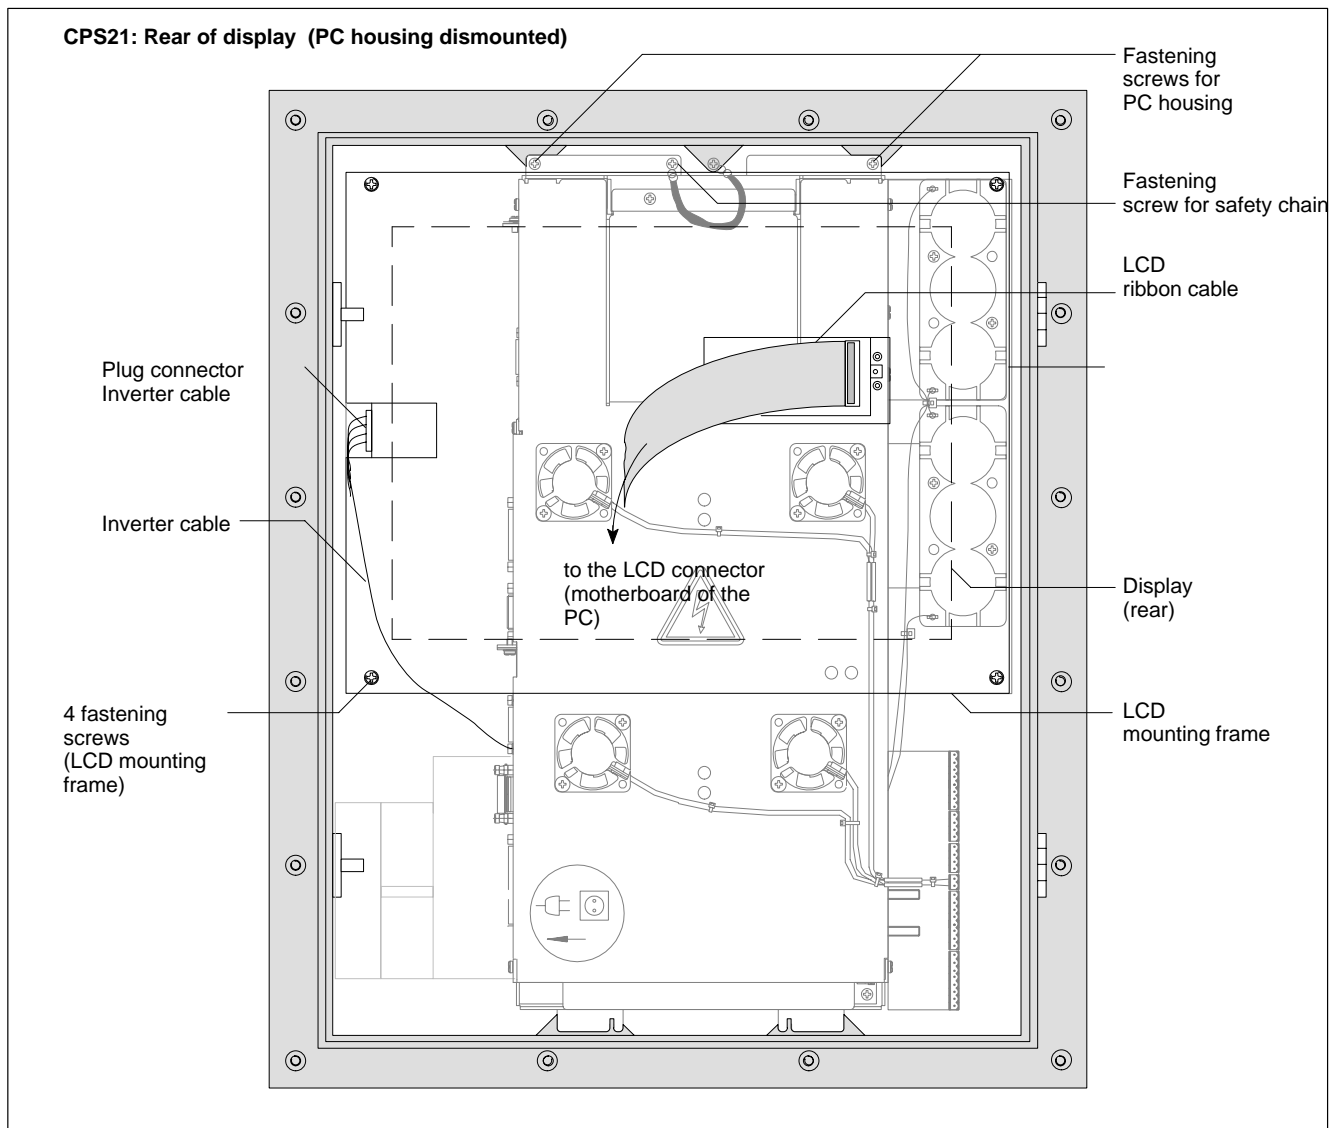 CPS21: Rear of display (PC housing dismounted)
Fastening
screws for
PC housing
Fastening
screw for safety chain
LCD
ribbon cable
Plug connector
Inverter cable
Inverter cable
to the LCD connector
(motherboard of the
PC)
Display
(rear)
4 fastening
screws
(LCD mounting
frame)
LCD
mounting frame